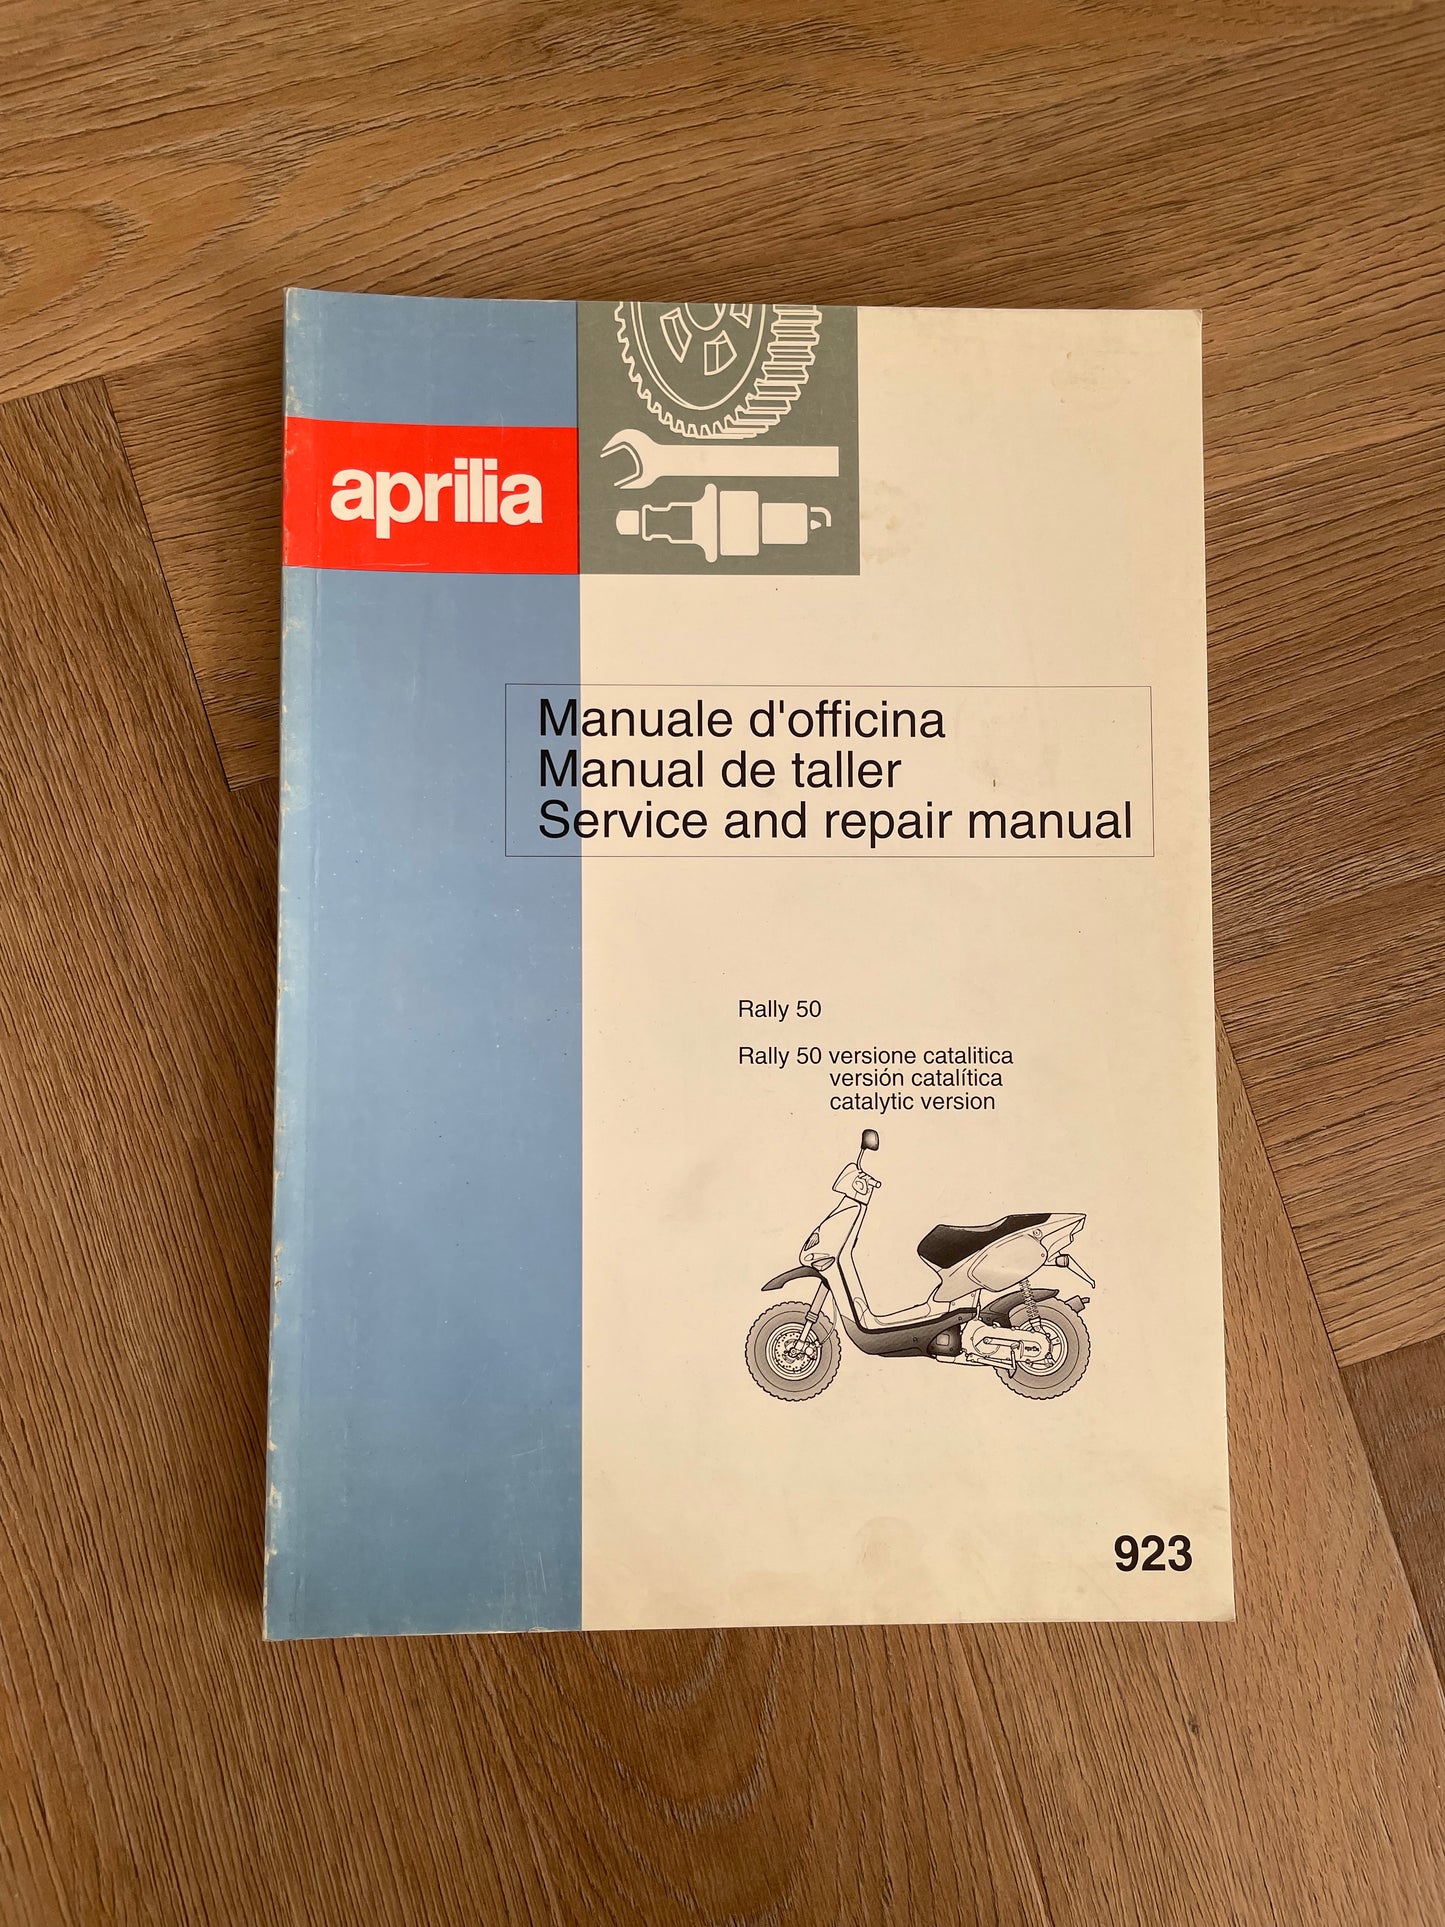 aprilia
Manuale d'officina
Manual de taller
Service and repair manual
Rally 50
Rally 50 versione catalitica
versión catalítica
catalytic version
923